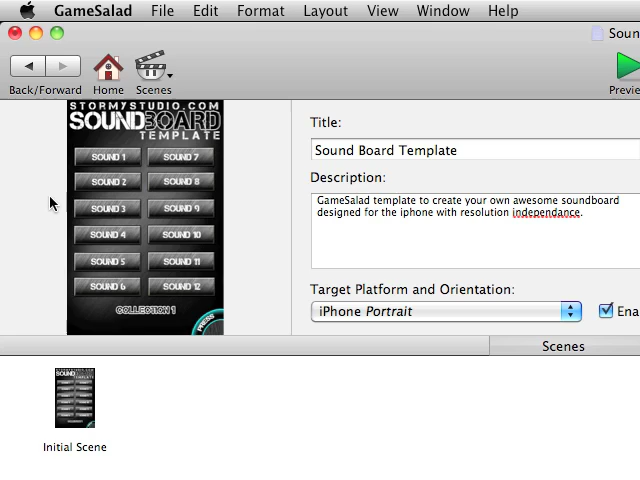 GameSalad File Edit Format Layout View Window Help
Soun
Back/Forward Home Scenes Previe
STORMYSTUDIO.COM
SOUNDBOARD
TEMPLATE
SOUND 1 SOUND 7
SOUND 2 SOUND 8
SOUND 3 SOUND 9
SOUND 4 SOUND 10
SOUND 5 SOUND 11
SOUND 6 SOUND 12
COLLECTION 1
PRESS
Title:
Sound Board Template
Description:
GameSalad template to create your own awesome soundboard
designed for the iphone with resolution independance.
Target Platform and Orientation:
iPhone Portrait Ena
Scenes
Initial Scene